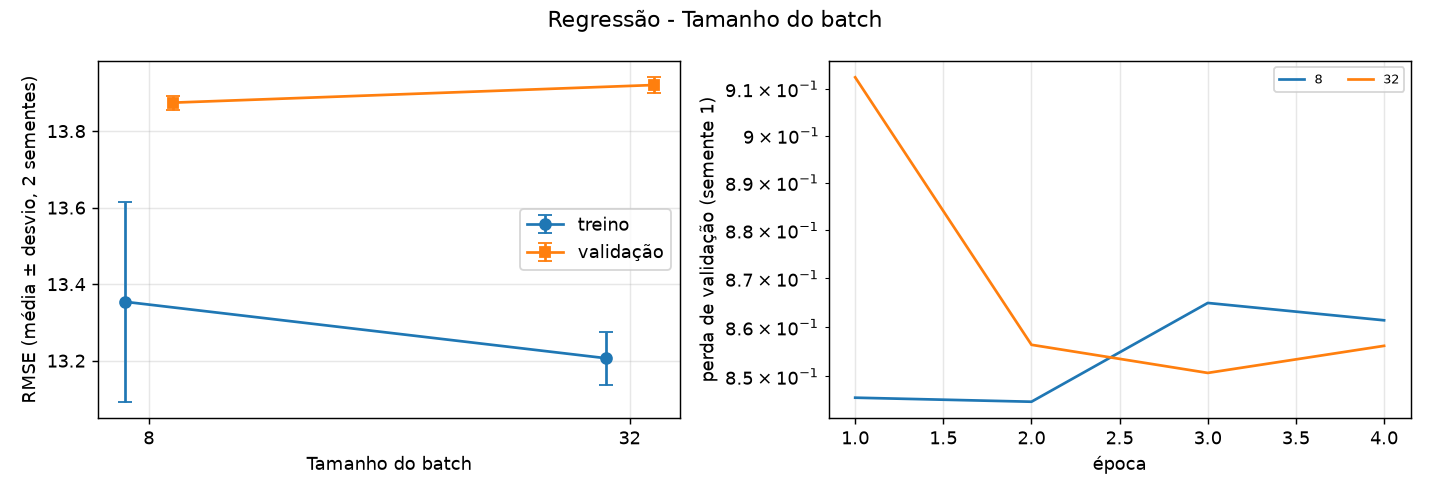 Regressão - Tamanho do batch
RMSE (média ± desvio, 2 sementes)
13.8
13.6
13.4
13.2
8
32
Tamanho do batch
treino
validação
perda de validação (semente 1)
9.1 × 10⁻¹
9 × 10⁻¹
8.9 × 10⁻¹
8.8 × 10⁻¹
8.7 × 10⁻¹
8.6 × 10⁻¹
8.5 × 10⁻¹
1.0
1.5
2.0
2.5
3.0
3.5
4.0
época
8
32